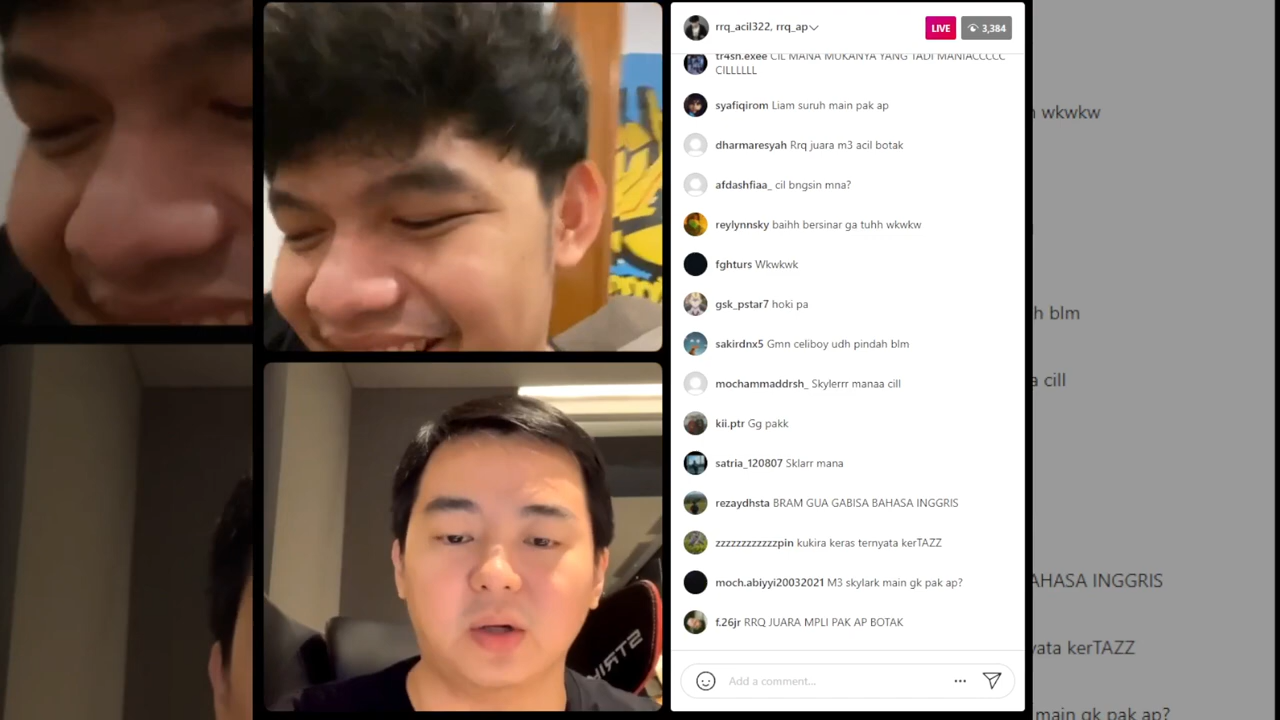 rrq_acil322, rrq_ap
LIVE
3,384
tr4sh.exee CIL MANA MUKANYA YANG TADI MANIACCCCC
CILLLLLL
syafiqirom Liam suruh main pak ap
dharmaresyah Rrq juara m3 acil botak
afdashfiaa_ cil bngsin mna?
reylynnsky baihh bersinar ga tuhh wkwkw
fghturs Wkwkwk
gsk_pstar7 hoki pa
sakirdnx5 Gmn celiboy udh pindah blm
mochammaddrsh_ Skylerrr manaa cill
kii.ptr Gg pakk
satria_120807 Sklarr mana
rezaydhsta BRAM GUA GABISA BAHASA INGGRIS
zzzzzzzzzzzzpin kukira keras ternyata kerTAZZ
moch.abiyyi20032021 M3 skylark main gk pak ap?
f.26jr RRQ JUARA MPLI PAK AP BOTAK
Add a comment...
wkwkw
h blm
a cill
AHASA INGGRIS
yata kerTAZZ
main gk pak ap?